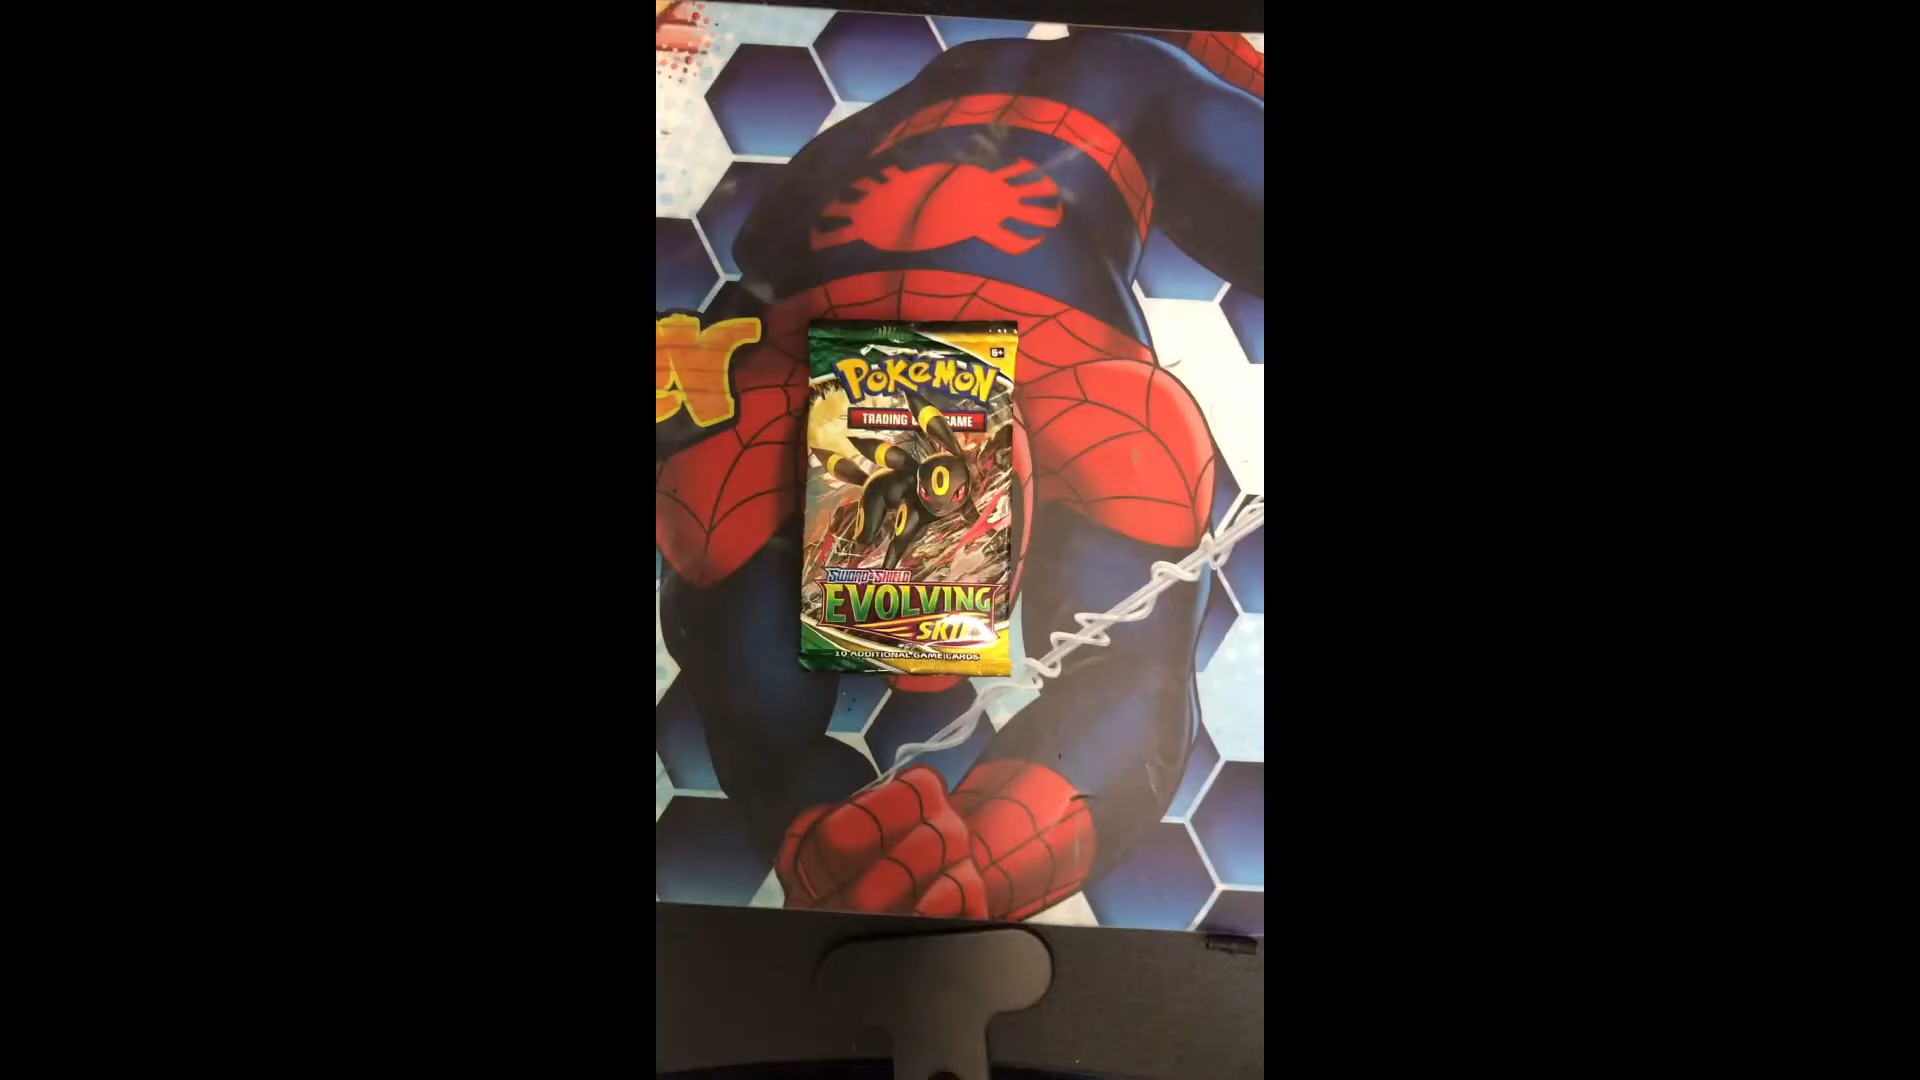 6+
POKéMON
TRADING GAME
SWORD & SHIELD
EVOLVING
10 ADDITIONAL GAME CARDS